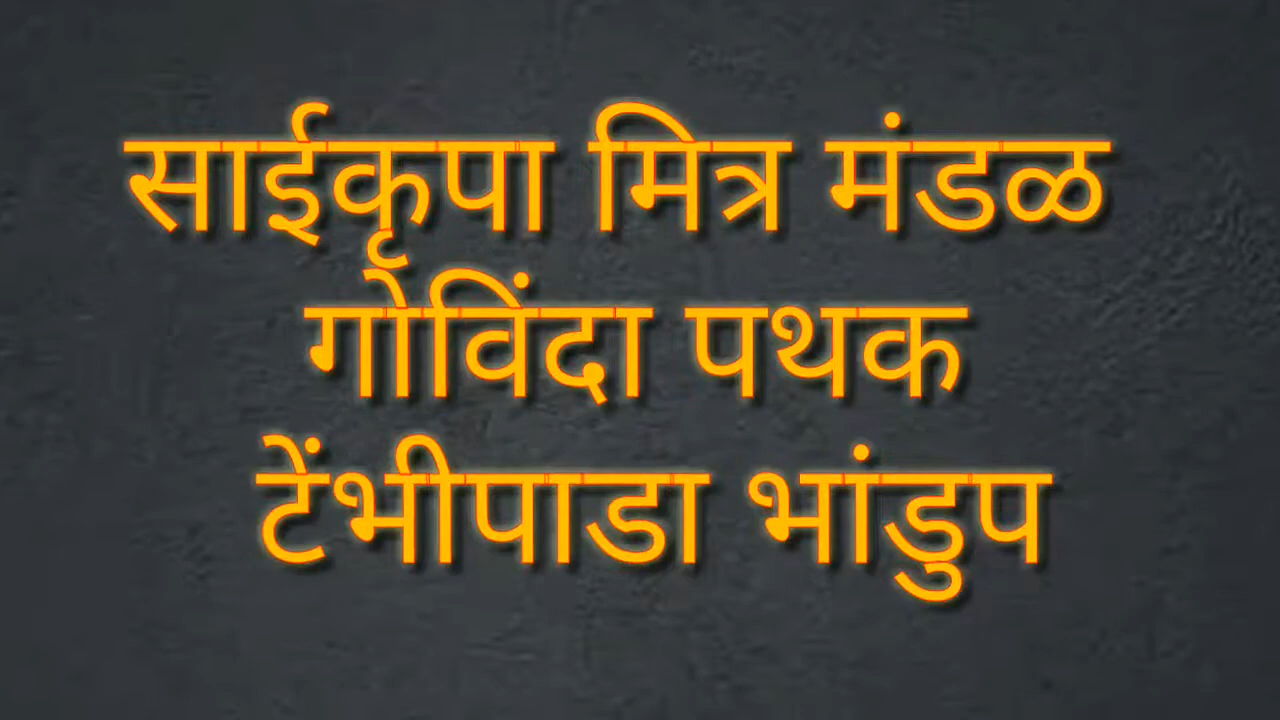 साईकृपा मित्र मंडळ
गोविंदा पथक
टेंभीपाडा भांडुप